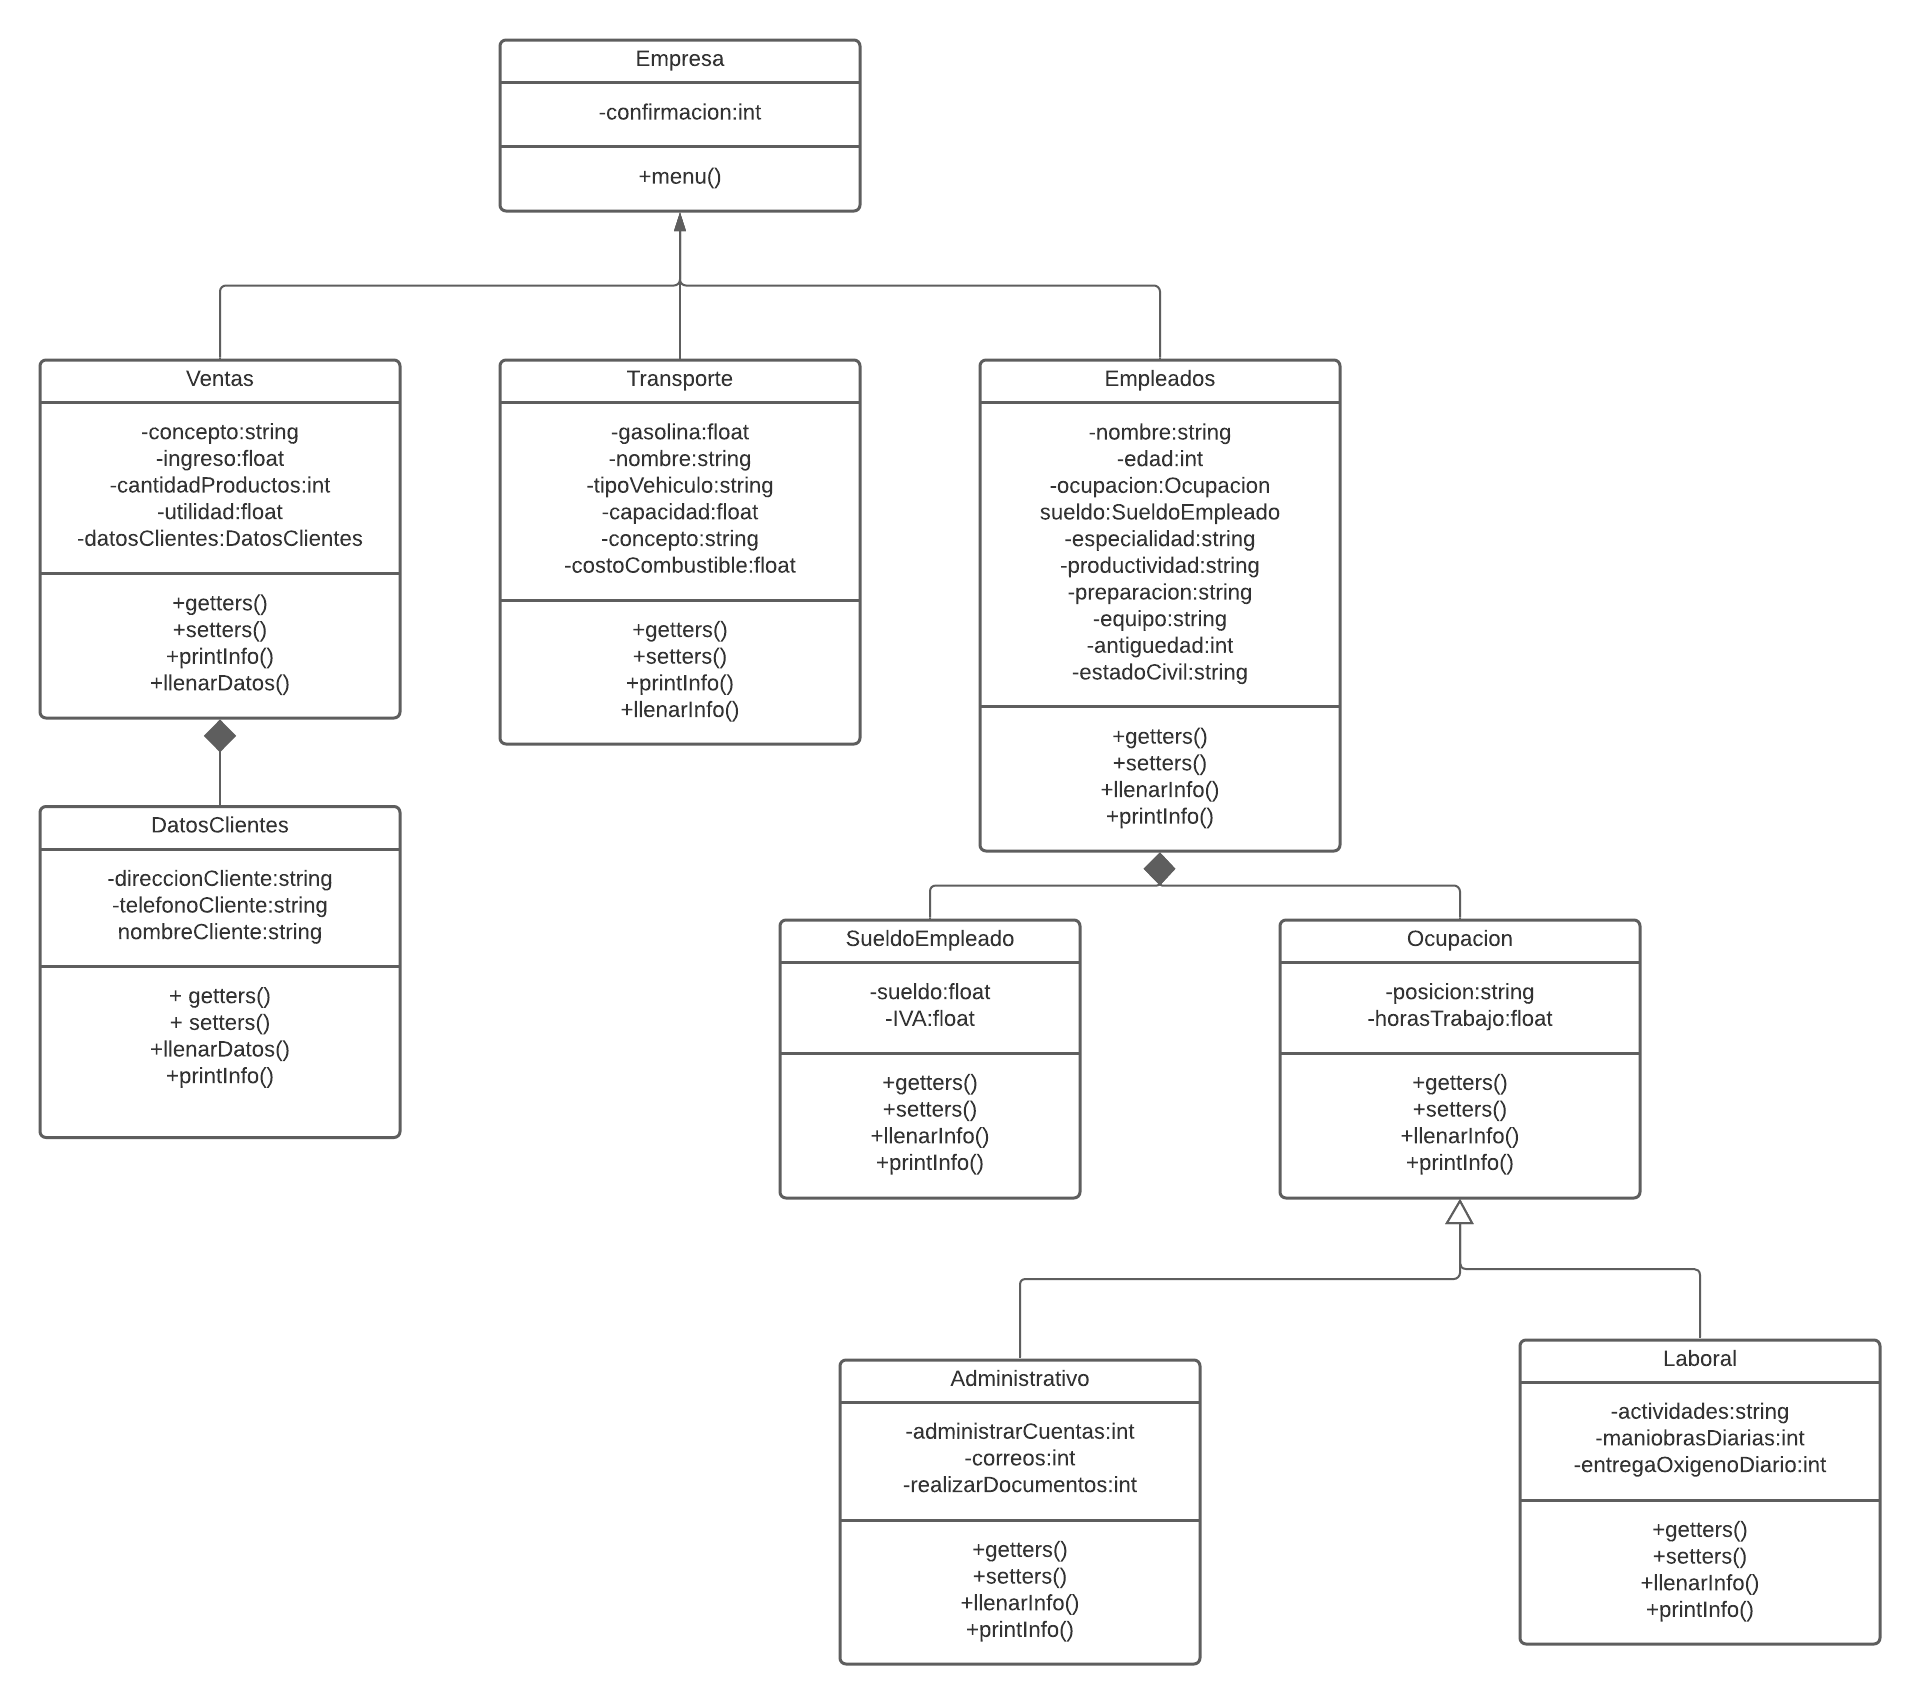 Empresa
-confirmacion:int
+menu()
Ventas
-concepto:string
-ingreso:float
-cantidadProductos:int
-utilidad:float
-datosClientes:DatosClientes
+getters()
+setters()
+printInfo()
+llenarDatos()
Transporte
-gasolina:float
-nombre:string
-tipoVehiculo:string
-capacidad:float
-concepto:string
-costoCombustible:float
+getters()
+setters()
+printInfo()
+llenarInfo()
Empleados
-nombre:string
-edad:int
-ocupacion:Ocupacion
sueldo:SueldoEmpleado
-especialidad:string
-productividad:string
-preparacion:string
-equipo:string
-antiguedad:int
-estadoCivil:string
+getters()
+setters()
+llenarInfo()
+printInfo()
DatosClientes
-direccionCliente:string
-telefonoCliente:string
nombreCliente:string
+ getters()
+ setters()
+llenarDatos()
+printInfo()
SueldoEmpleado
-sueldo:float
-IVA:float
+getters()
+setters()
+llenarInfo()
+printInfo()
Ocupacion
-posicion:string
-horasTrabajo:float
+getters()
+setters()
+llenarInfo()
+printInfo()
Administrativo
-administrarCuentas:int
-correos:int
-realizarDocumentos:int
+getters()
+setters()
+llenarInfo()
+printInfo()
Laboral
-actividades:string
-maniobrasDiarias:int
-entregaOxigenoDiario:int
+getters()
+setters()
+llenarInfo()
+printInfo()